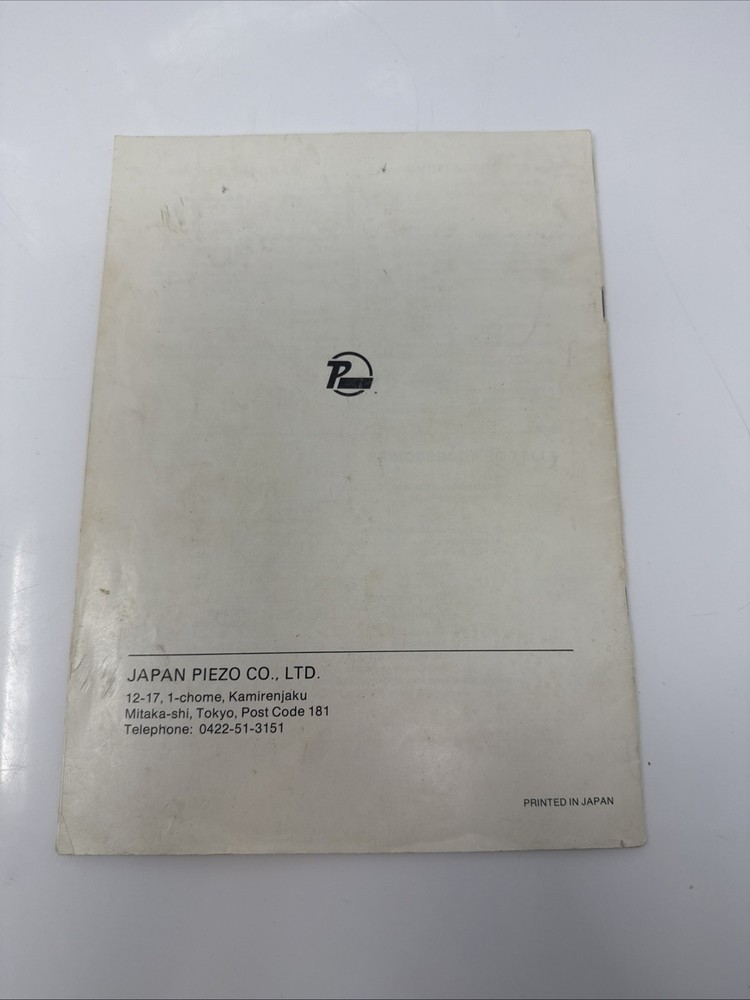 P
JAPAN PIEZO CO., LTD.
12-17, 1-chome, Kamirenjaku
Mitaka-shi, Tokyo, Post Code 181
Telephone: 0422-51-3151
PRINTED IN JAPAN